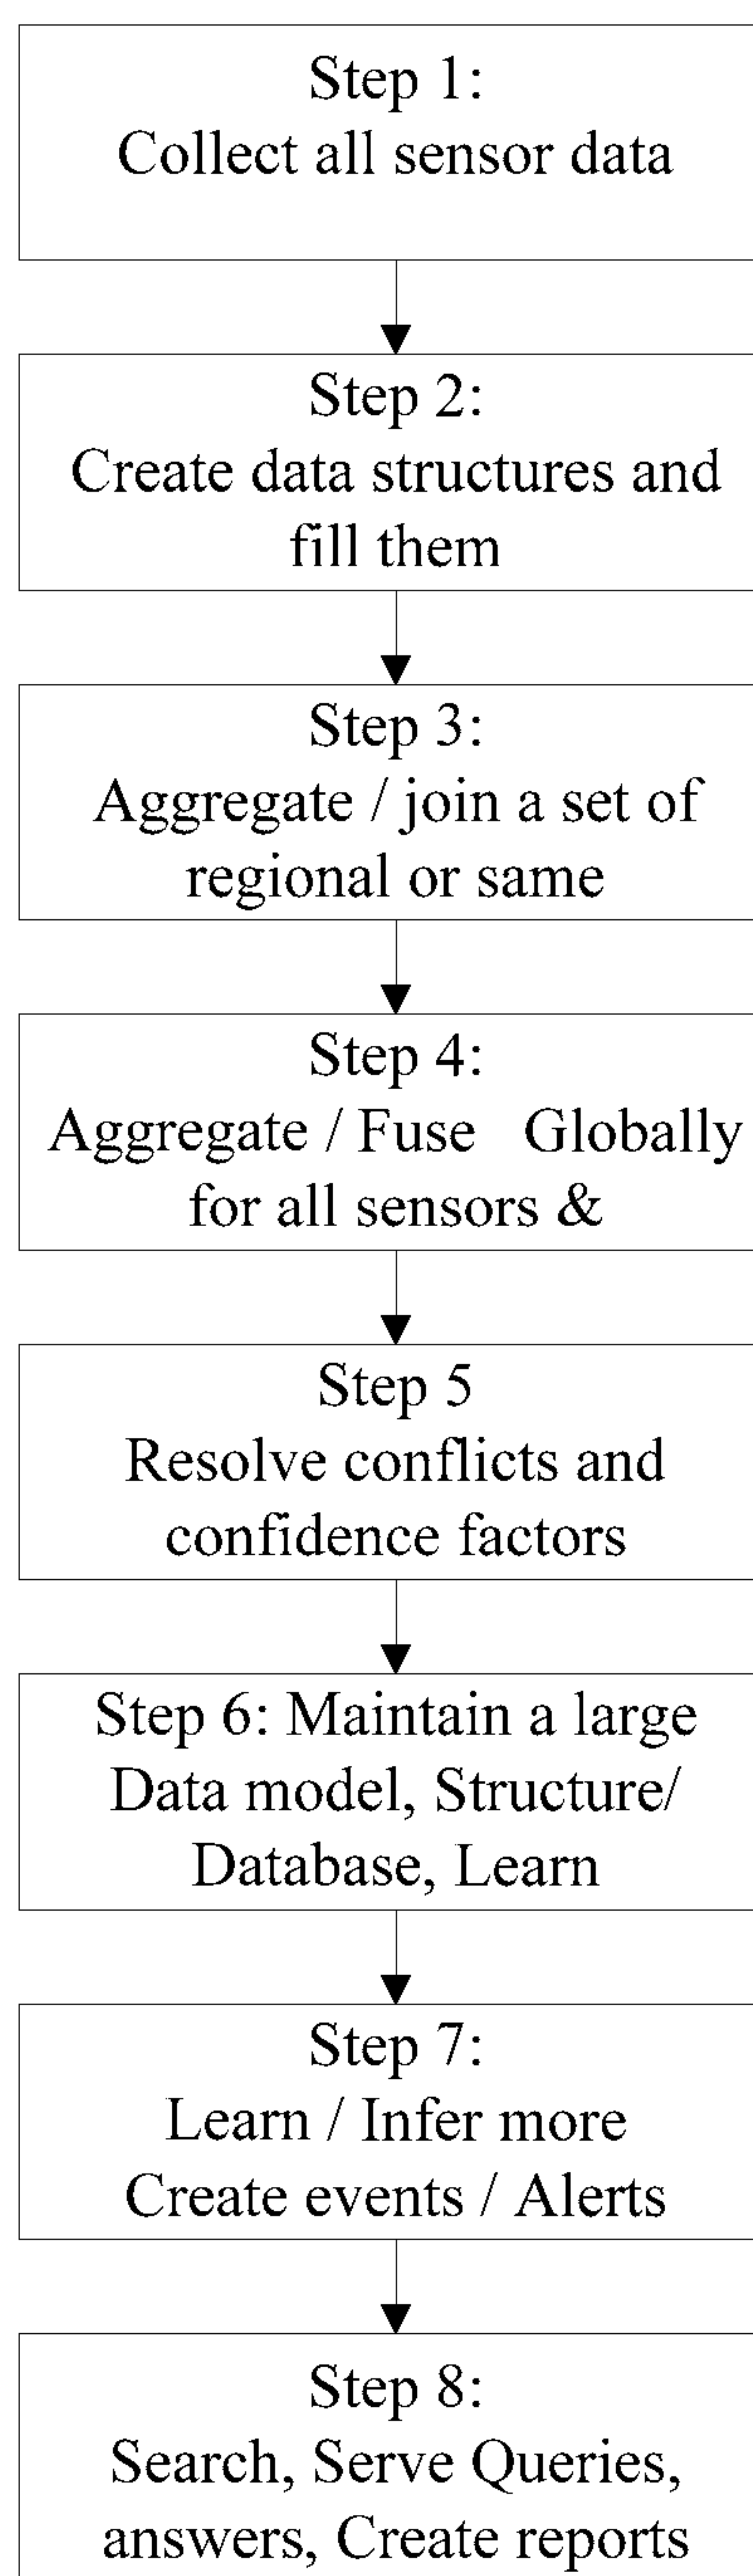 Step 1:
Collect all sensor data
Step 2:
Create data structures and
fill them
Step 3:
Aggregate / join a set of
regional or same
Step 4:
Aggregate / Fuse   Globally
for all sensors &
Step 5
Resolve conflicts and
confidence factors
Step 6: Maintain a large
Data model, Structure/
Database, Learn
Step 7:
Learn / Infer more
Create events / Alerts
Step 8:
Search, Serve Queries,
answers, Create reports